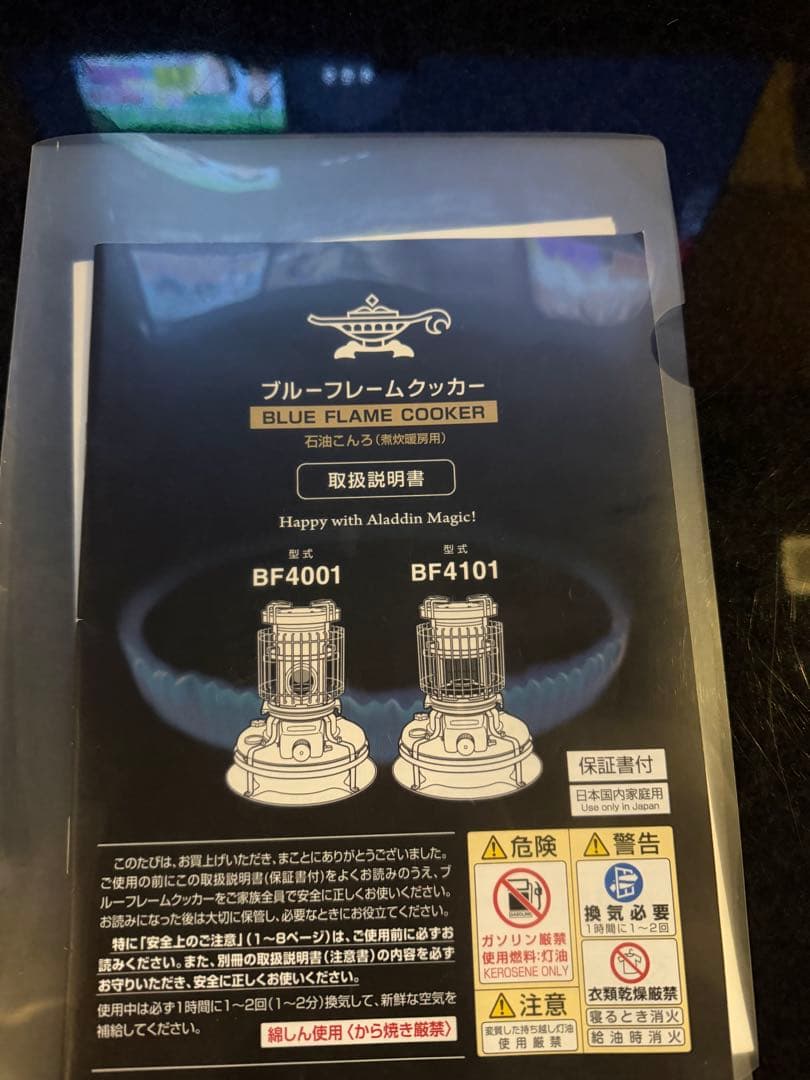 ブルーフレームクッカー
BLUE FLAME COOKER
石油こんろ(煮炊暖房用)
取扱説明書
Happy with Aladdin Magic!
型式
BF4001
型式
BF4101
保証書付
日本国内家庭用
Use only in Japan
このたびは、お買上げいただき、まことにありがとうございました。
ご使用の前にこの取扱説明書(保証書付)をよくお読みのうえ、ブ
ルーフレームクッカーをご家族全員で安全に正しくお使いください。
お読みになった後は大切に保管し、必要なときにお役立てください。
特に「安全上のご注意」(1～8ページ)は、ご使用前に必ずお
読みください。また、別冊の取扱説明書(注意書)の内容を必ず
お守りいただき、安全に正しくお使いください。
使用中は必ず1時間に1～2回(1～2分)換気して、新鮮な空気を
補給してください。
綿しん使用〈から焼き厳禁〉
危険
GASOLINE
ガソリン厳禁
使用燃料:灯油
KEROSENE ONLY
注意
変質した持ち越し灯油
使用厳禁
警告
換気必要
1時間に1～2回
衣類乾燥厳禁
寝るとき消火
給油時消火